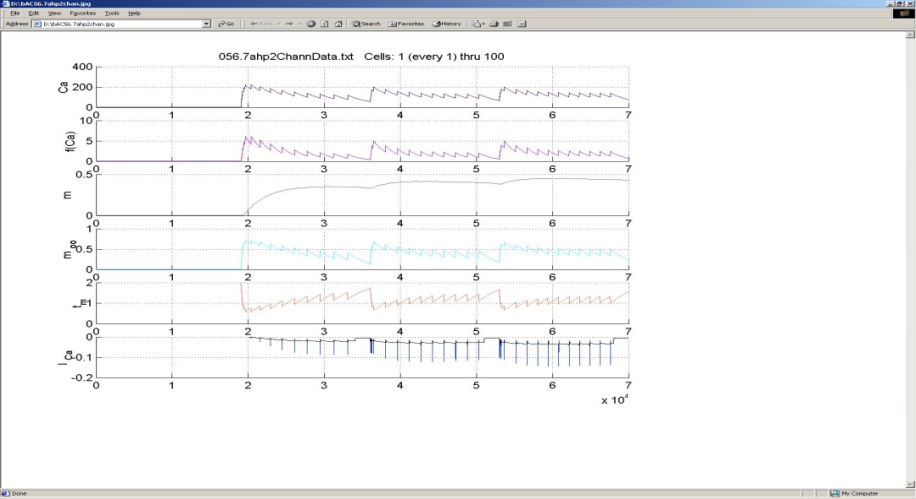 D:\bAC56.7ahp2chan.jpg
File Edit View Favorites Tools Help
Address D:\bAC56.7ahp2chan.jpg Go Back Search Favorites History
056.7ahp2ChannData.txt Cells: 1 (every 1) thru 100
400
200
0
Ca
0 1 2 3 4 5 6 7
10
5
0
f(Ca)
0 1 2 3 4 5 6 7
0.5
0
m
0 1 2 3 4 5 6 7
1
0.5
0
m∞
0 1 2 3 4 5 6 7
2
1
0
t_m
0 1 2 3 4 5 6 7
0
-0.1
-0.2
I_Ca
0 1 2 3 4 5 6 7
x 10^4
Done My Computer